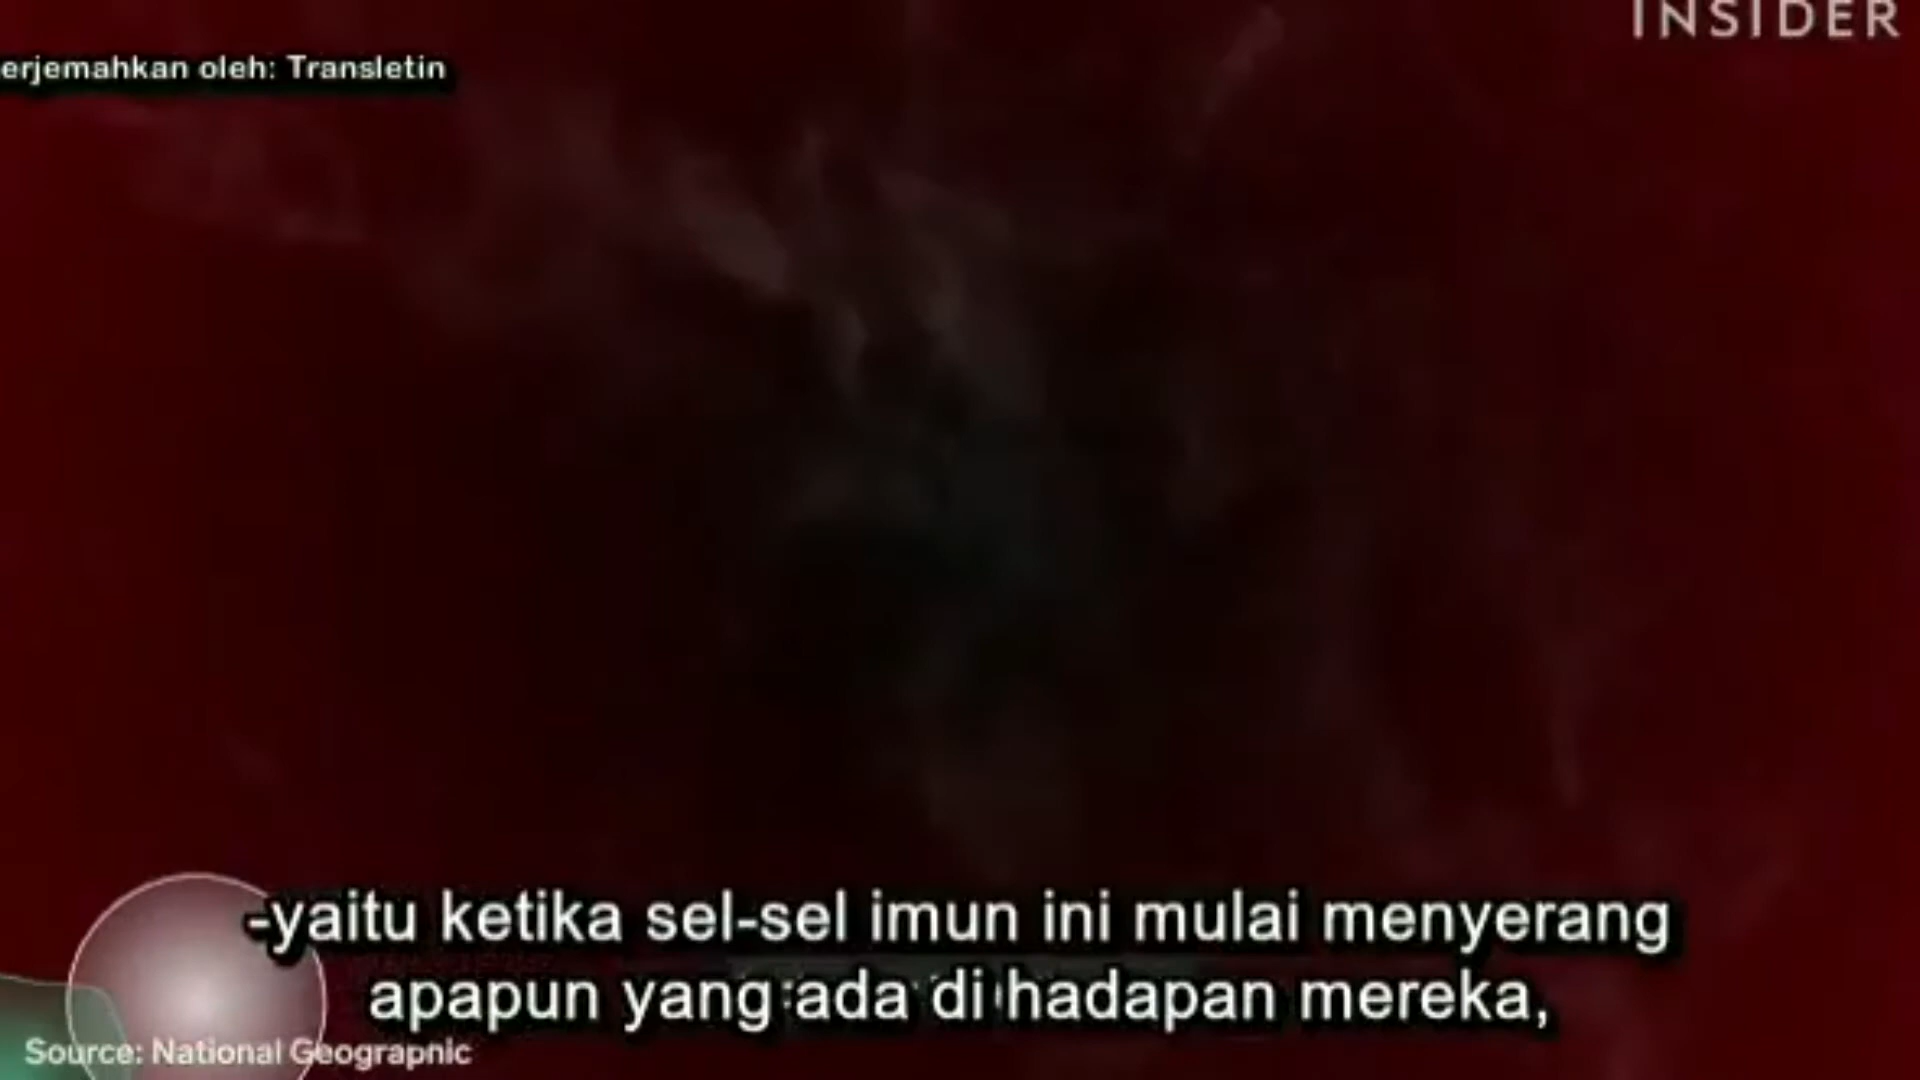 INSIDER
erjemahkan oleh: Transletin
-yaitu ketika sel-sel imun ini mulai menyerang
apapun yang ada di hadapan mereka,
Source: National Geographic